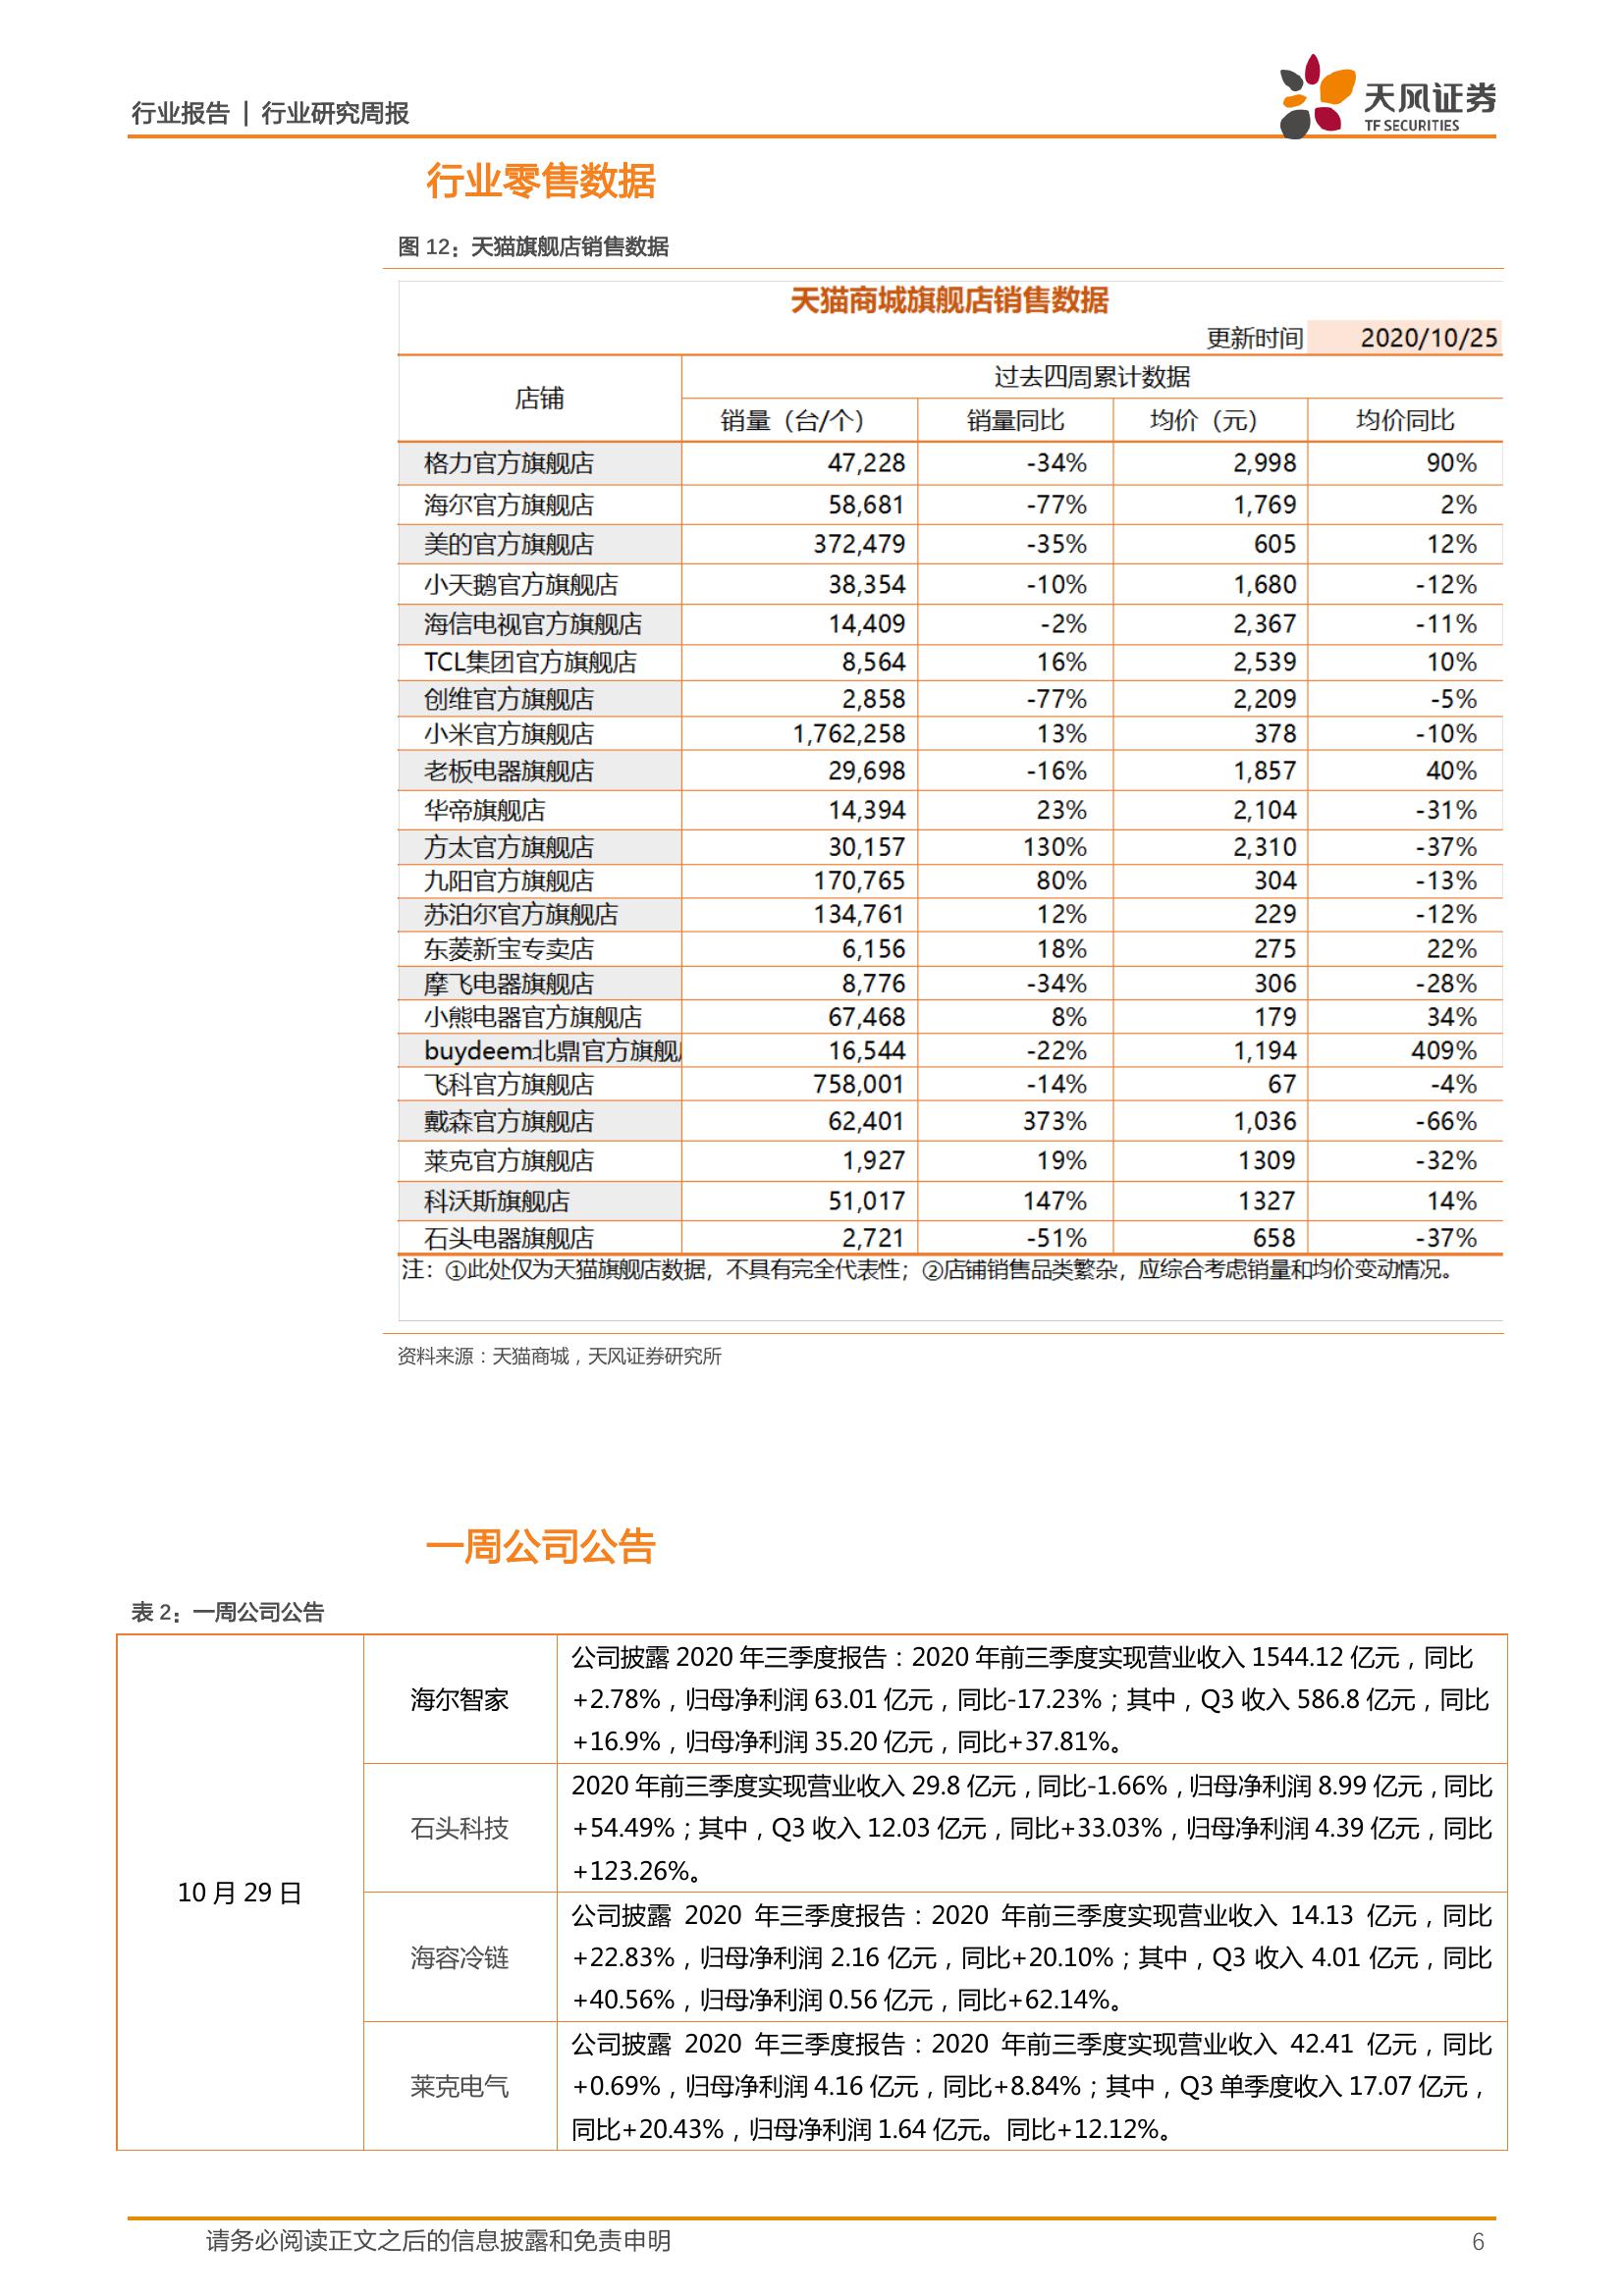 行业报告 | 行业研究周报
天风证券
TF SECURITIES
行业零售数据
图 12：天猫旗舰店销售数据
天猫商城旗舰店销售数据
更新时间 2020/10/25
店铺 过去四周累计数据
销量（台/个） 销量同比 均价（元） 均价同比
格力官方旗舰店 47,228 -34% 2,998 90%
海尔官方旗舰店 58,681 -77% 1,769 2%
美的官方旗舰店 372,479 -35% 605 12%
小天鹅官方旗舰店 38,354 -10% 1,680 -12%
海信电视官方旗舰店 14,409 -2% 2,367 -11%
TCL集团官方旗舰店 8,564 16% 2,539 10%
创维官方旗舰店 2,858 -77% 2,209 -5%
小米官方旗舰店 1,762,258 13% 378 -10%
老板电器旗舰店 29,698 -16% 1,857 40%
华帝旗舰店 14,394 23% 2,104 -31%
方太官方旗舰店 30,157 130% 2,310 -37%
九阳官方旗舰店 170,765 80% 304 -13%
苏泊尔官方旗舰店 134,761 12% 229 -12%
东菱新宝专卖店 6,156 18% 275 22%
摩飞电器旗舰店 8,776 -34% 306 -28%
小熊电器官方旗舰店 67,468 8% 179 34%
buydeem北鼎官方旗舰 16,544 -22% 1,194 409%
飞科官方旗舰店 758,001 -14% 67 -4%
戴森官方旗舰店 62,401 373% 1,036 -66%
莱克官方旗舰店 1,927 19% 1309 -32%
科沃斯旗舰店 51,017 147% 1327 14%
石头电器旗舰店 2,721 -51% 658 -37%
注：①此处仅为天猫旗舰店数据，不具有完全代表性；②店铺销售品类繁杂，应综合考虑销量和均价变动情况。
资料来源：天猫商城，天风证券研究所
一周公司公告
表 2：一周公司公告
10 月 29 日
海尔智家
公司披露 2020 年三季度报告：2020 年前三季度实现营业收入 1544.12 亿元，同比
+2.78%，归母净利润 63.01 亿元，同比-17.23%；其中，Q3 收入 586.8 亿元，同比
+16.9%，归母净利润 35.20 亿元，同比+37.81%。
石头科技
2020 年前三季度实现营业收入 29.8 亿元，同比-1.66%，归母净利润 8.99 亿元，同比
+54.49%；其中，Q3 收入 12.03 亿元，同比+33.03%，归母净利润 4.39 亿元，同比
+123.26%。
海容冷链
公司披露 2020 年三季度报告：2020 年前三季度实现营业收入 14.13 亿元，同比
+22.83%，归母净利润 2.16 亿元，同比+20.10%；其中，Q3 收入 4.01 亿元，同比
+40.56%，归母净利润 0.56 亿元，同比+62.14%。
莱克电气
公司披露 2020 年三季度报告：2020 年前三季度实现营业收入 42.41 亿元，同比
+0.69%，归母净利润 4.16 亿元，同比+8.84%；其中，Q3 单季度收入 17.07 亿元，
同比+20.43%，归母净利润 1.64 亿元。同比+12.12%。
请务必阅读正文之后的信息披露和免责申明 6